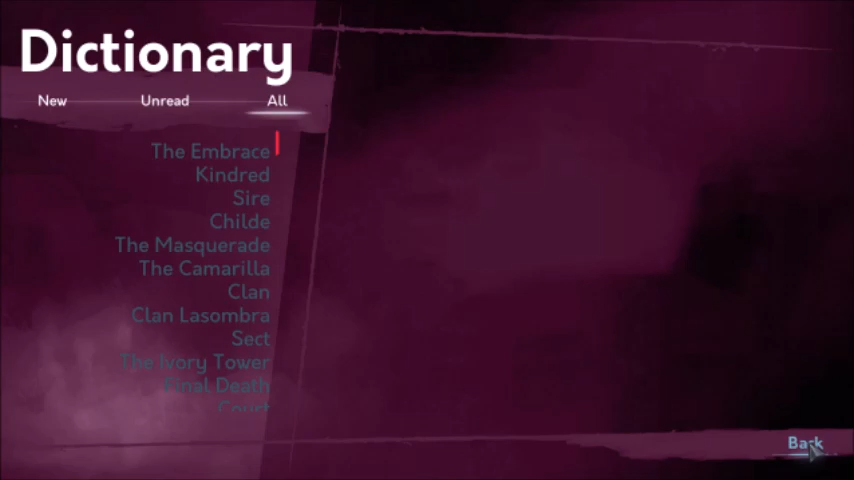 Dictionary
New Unread All
The Embrace
Kindred
Sire
Childe
The Masquerade
The Camarilla
Clan
Clan Lasombra
Sect
The Ivory Tower
Final Death
Court
Back